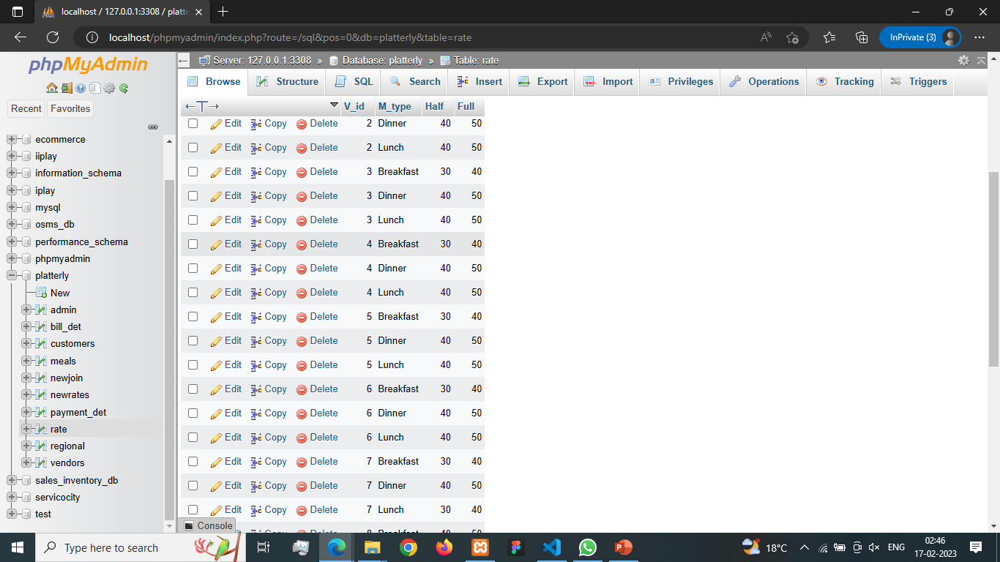 localhost / 127.0.0.1:3308 / platte
localhost/phpmyadmin/index.php?route=/sql&pos=0&db=platterly&table=rate
InPrivate (3)
phpMyAdmin
Recent Favorites
ecommerce
iiplay
information_schema
iplay
mysql
osms_db
performance_schema
phpmyadmin
platterly
New
admin
bill_det
customers
meals
newjoin
newrates
payment_det
rate
regional
vendors
sales_inventory_db
servicocity
test
Server: 127.0.0.1:3308 » Database: platterly » Table: rate
Browse Structure SQL Search Insert Export Import Privileges Operations Tracking Triggers
V_id M_type Half Full
Edit Copy Delete 2 Dinner 40 50
Edit Copy Delete 2 Lunch 40 50
Edit Copy Delete 3 Breakfast 30 40
Edit Copy Delete 3 Dinner 40 50
Edit Copy Delete 3 Lunch 40 50
Edit Copy Delete 4 Breakfast 30 40
Edit Copy Delete 4 Dinner 40 50
Edit Copy Delete 4 Lunch 40 50
Edit Copy Delete 5 Breakfast 30 40
Edit Copy Delete 5 Dinner 40 50
Edit Copy Delete 5 Lunch 40 50
Edit Copy Delete 6 Breakfast 30 40
Edit Copy Delete 6 Dinner 40 50
Edit Copy Delete 6 Lunch 40 50
Edit Copy Delete 7 Breakfast 30 40
Edit Copy Delete 7 Dinner 40 50
Edit Copy Delete 7 Lunch 30 40
Console
Type here to search
18°C
ENG
02:46
17-02-2023